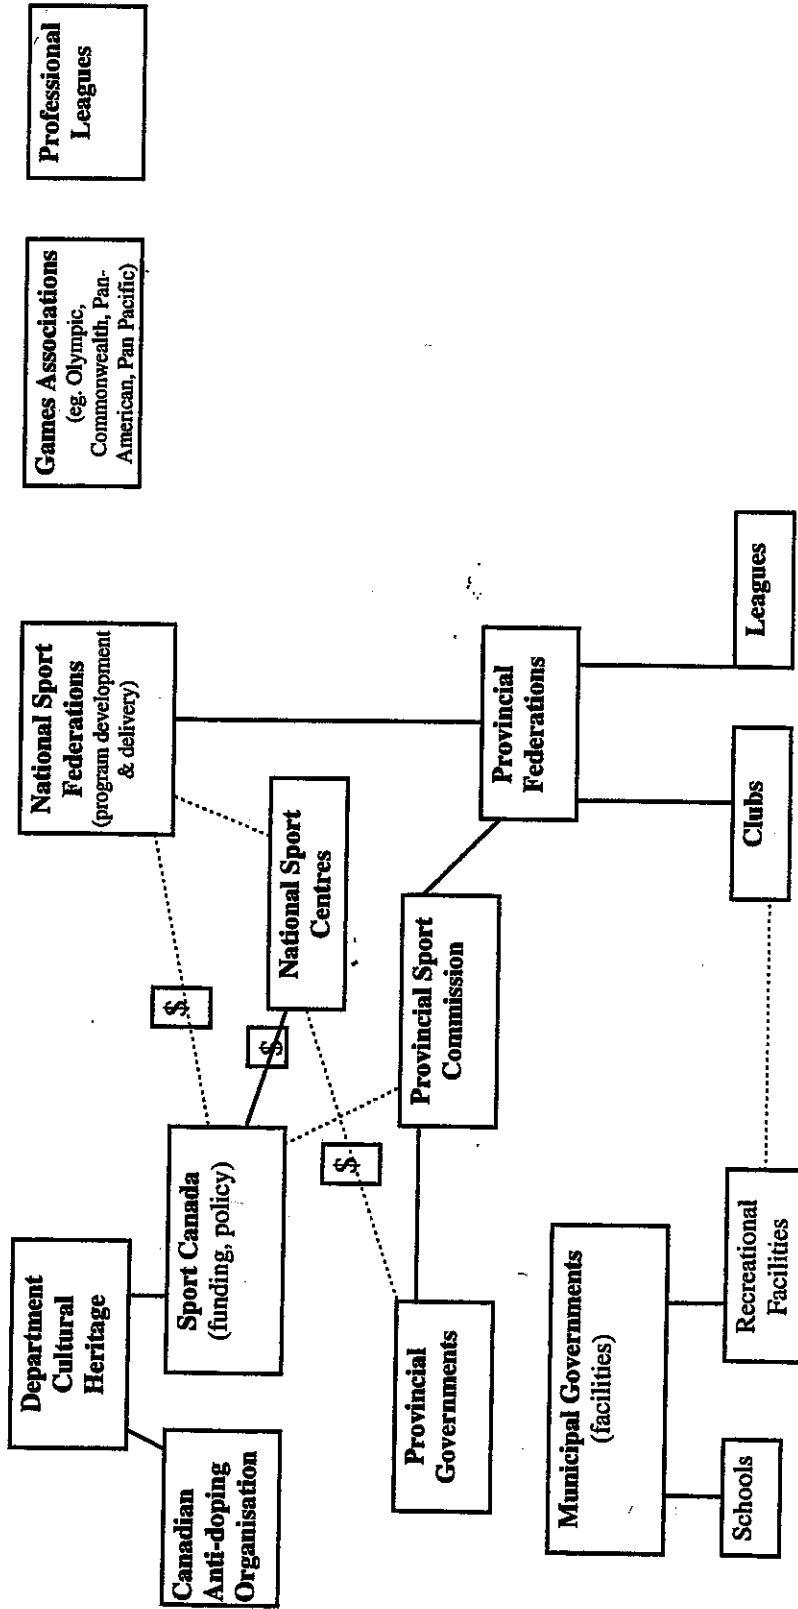 Department
Cultural
Heritage
National Sport
Federations
(program development
& delivery)
Games Associations
(eg. Olympic,
Commonwealth, Pan-
American, Pan Pacific)
Professional
Leagues
Canadian
Anti-doping
Organisation
Sport Canada
(funding, policy)
$
$
National Sport
Centres
$
Provincial
Governments
Provincial Sport
Commission
Provincial
Federations
Municipal Governments
(facilities)
Schools
Recreational
Facilities
Clubs
Leagues